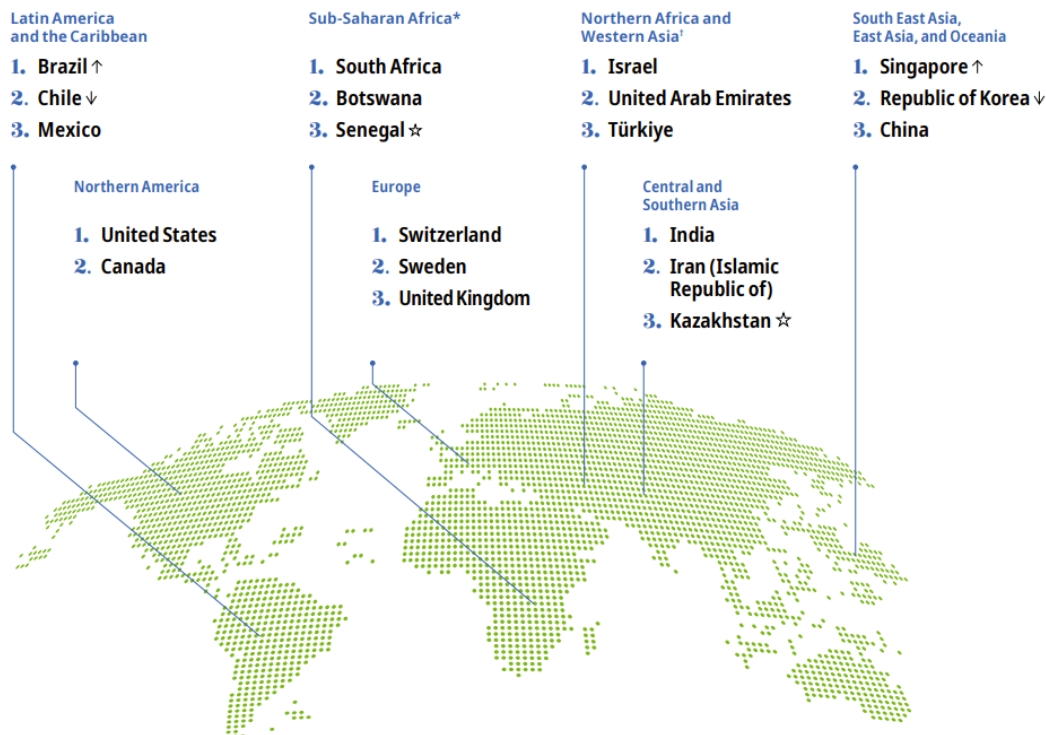 Latin America
and the Caribbean
1. Brazil ↑
2. Chile ↓
3. Mexico
Sub-Saharan Africa*
1. South Africa
2. Botswana
3. Senegal ☆
Northern Africa and
Western Asia†
1. Israel
2. United Arab Emirates
3. Türkiye
South East Asia,
East Asia, and Oceania
1. Singapore ↑
2. Republic of Korea ↓
3. China
Northern America
1. United States
2. Canada
Europe
1. Switzerland
2. Sweden
3. United Kingdom
Central and
Southern Asia
1. India
2. Iran (Islamic
Republic of)
3. Kazakhstan ☆